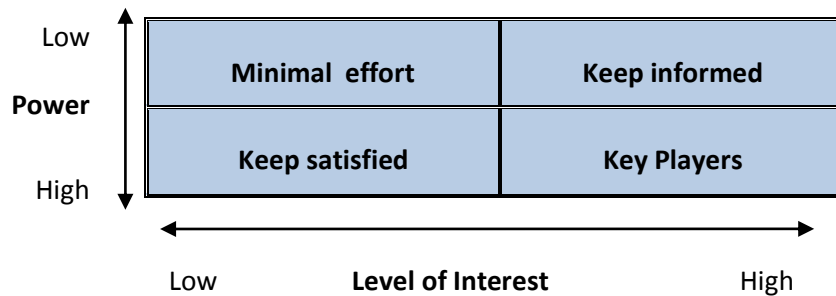 Low
Minimal effort Keep informed
Power
Keep satisfied Key Players
High
Low Level of Interest High